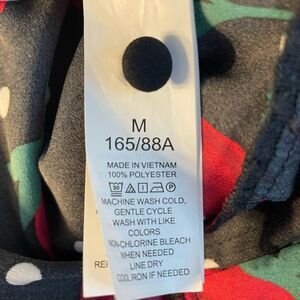 M
165/88A
MADE IN VIETNAM
100% POLYESTER
30
MACHINE WASH COLD,
GENTLE CYCLE
WASH WITH LIKE
COLORS
NON-CHLORINE BLEACH
WHEN NEEDED
LINE DRY
COOL IRON IF NEEDED